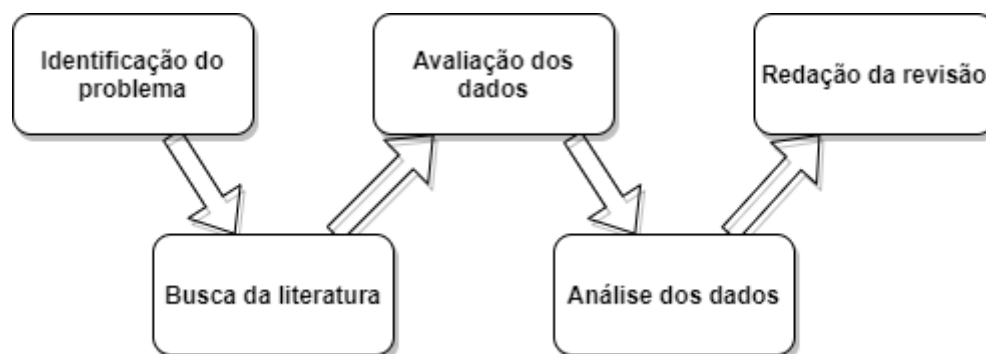 Identificação do
problema
Busca da literatura
Avaliação dos
dados
Análise dos dados
Redação da revisão